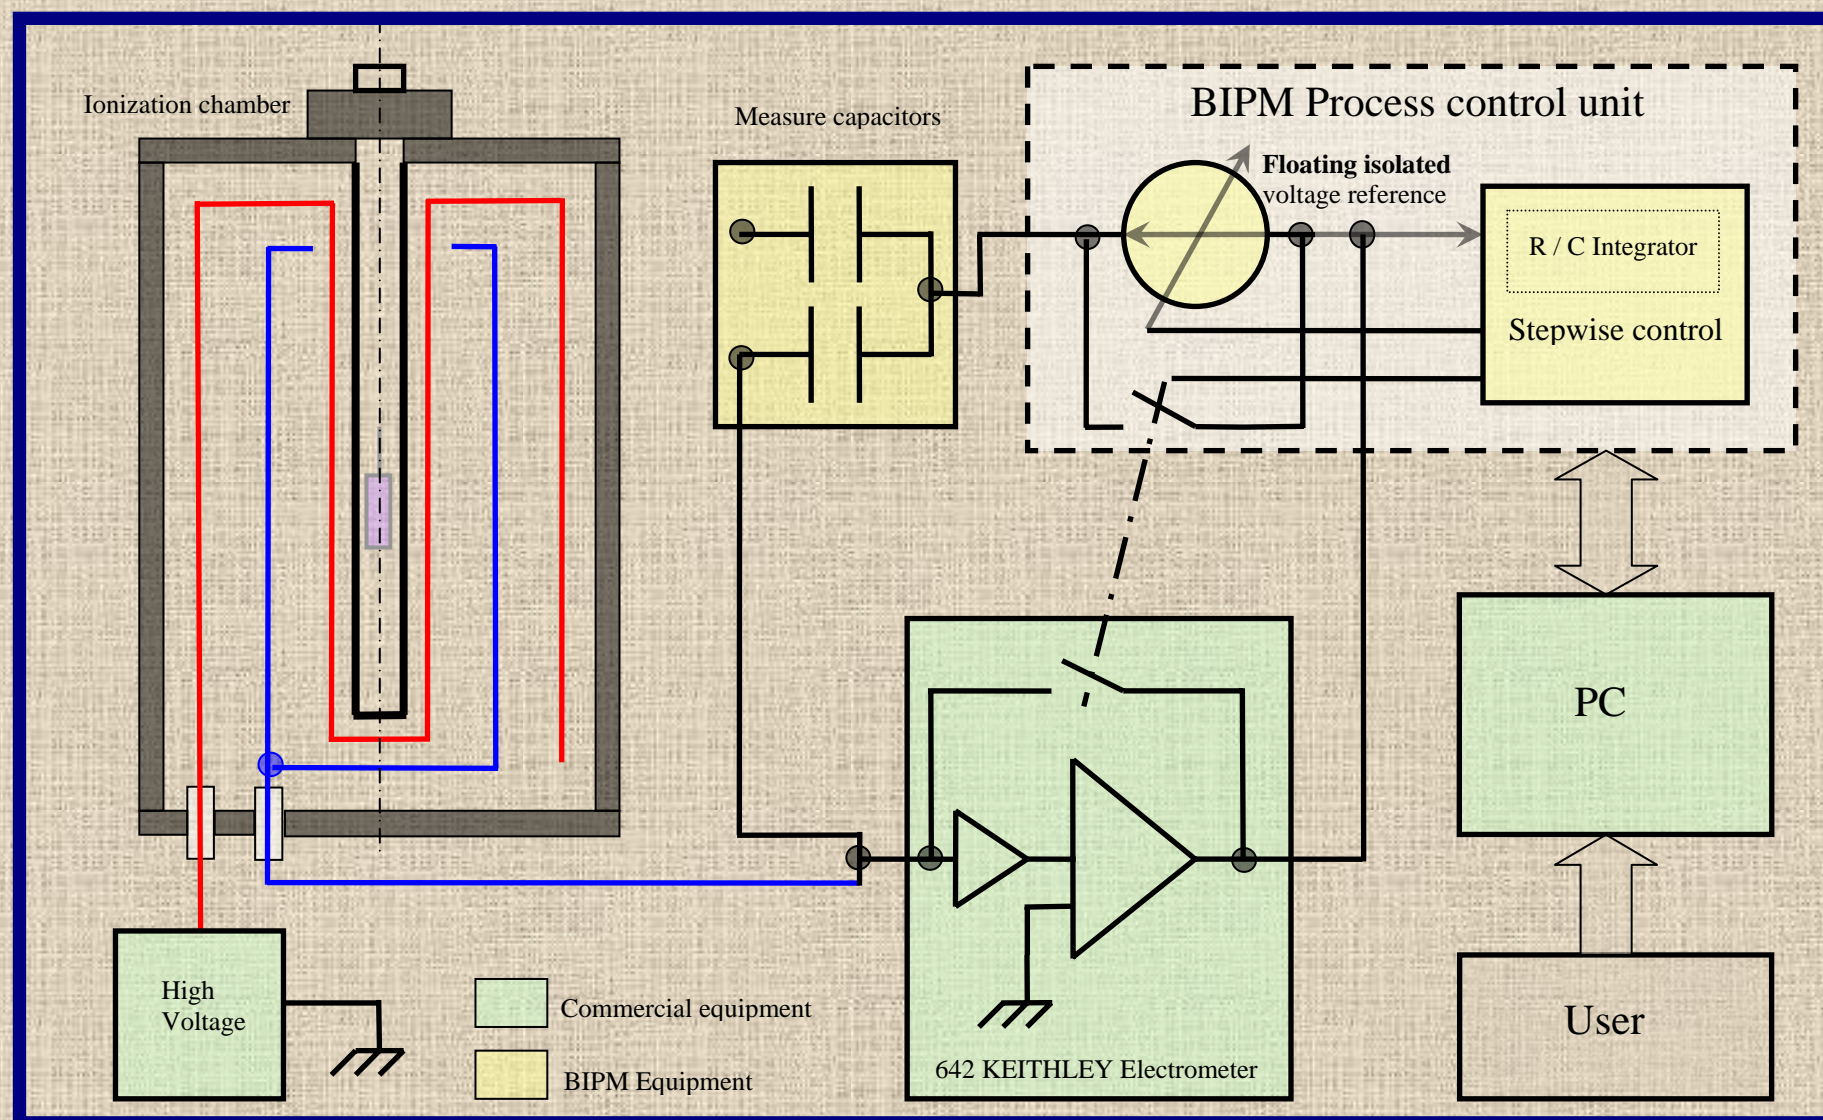 Ionization chamber
Measure capacitors
BIPM Process control unit
Floating isolated
voltage reference
R / C Integrator
Stepwise control
PC
User
High
Voltage
Commercial equipment
BIPM Equipment
642 KEITHLEY Electrometer